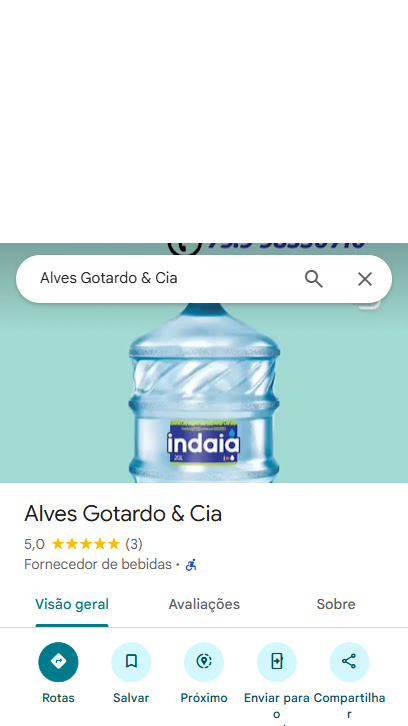 Alves Gotardo & Cia
indaiá
20L
Alves Gotardo & Cia
5,0 (3)
Fornecedor de bebidas ·
Visão geral Avaliações Sobre
Rotas Salvar Próximo Enviar para o Compartilhar